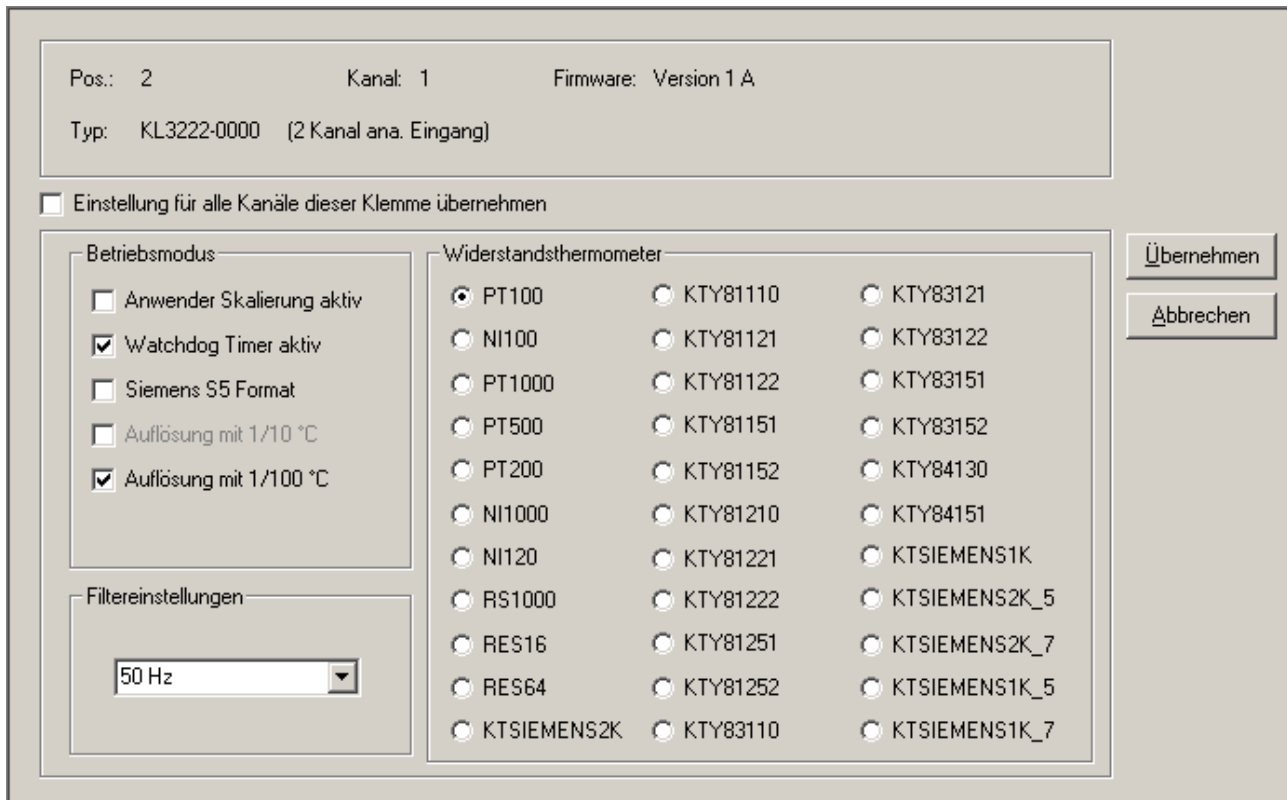 Pos.: 2 Kanal: 1 Firmware: Version 1 A
Typ: KL3222-0000 (2 Kanal ana. Eingang)
Einstellung für alle Kanäle dieser Klemme übernehmen
Betriebsmodus
Anwender Skalierung aktiv
Watchdog Timer aktiv
Siemens S5 Format
Auflösung mit 1/10 °C
Auflösung mit 1/100 °C
Filtereinstellungen
50 Hz
Widerstandsthermometer
PT100 KTY81110 KTY83121
NI100 KTY81121 KTY83122
PT1000 KTY81122 KTY83151
PT500 KTY81151 KTY83152
PT200 KTY81152 KTY84130
NI1000 KTY81210 KTY84151
NI120 KTY81221 KTSIEMENS1K
RS1000 KTY81222 KTSIEMENS2K_5
RES16 KTY81251 KTSIEMENS2K_7
RES64 KTY81252 KTSIEMENS1K_5
KTSIEMENS2K KTY83110 KTSIEMENS1K_7
Übernehmen
Abbrechen